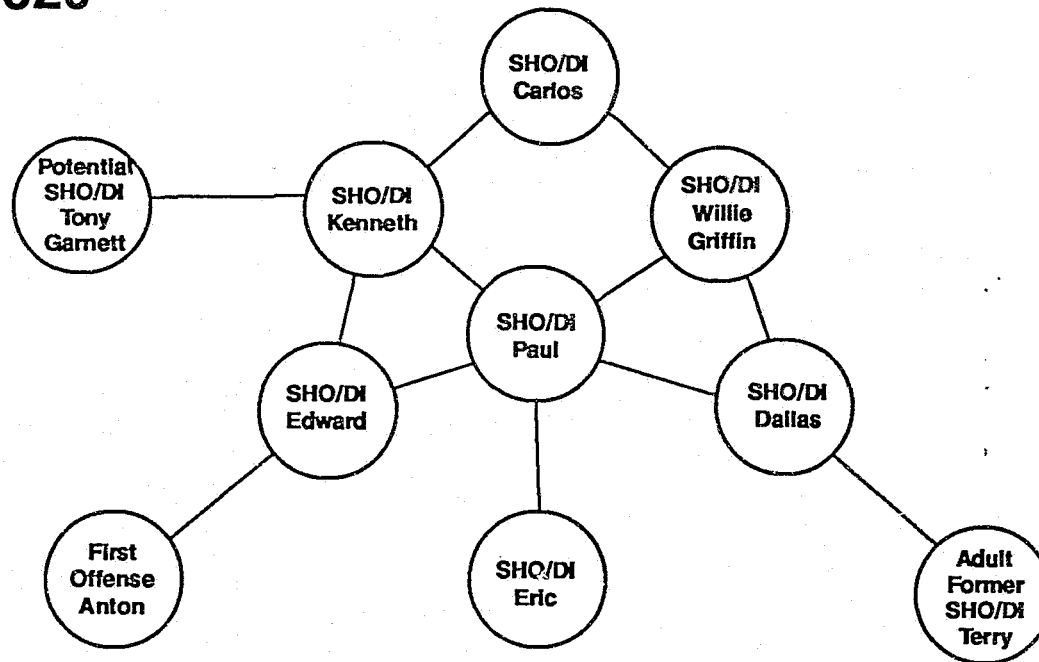 SHO/DI
Carlos
Potential
SHO/DI
Tony
Garnett
SHO/DI
Kenneth
SHO/DI
Willie
Griffin
SHO/DI
Paul
SHO/DI
Edward
SHO/DI
Dallas
First
Offense
Anton
SHO/DI
Eric
Adult
Former
SHO/DI
Terry